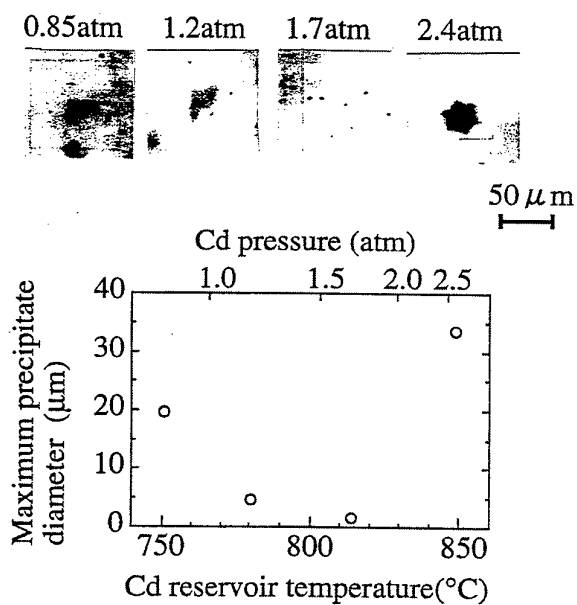 0.85atm 1.2atm 1.7atm 2.4atm
50 μm
Cd pressure (atm)
1.0 1.5 2.0 2.5
Maximum precipitate
diameter (μm)
40
30
20
10
0
750 800 850
Cd reservoir temperature(°C)